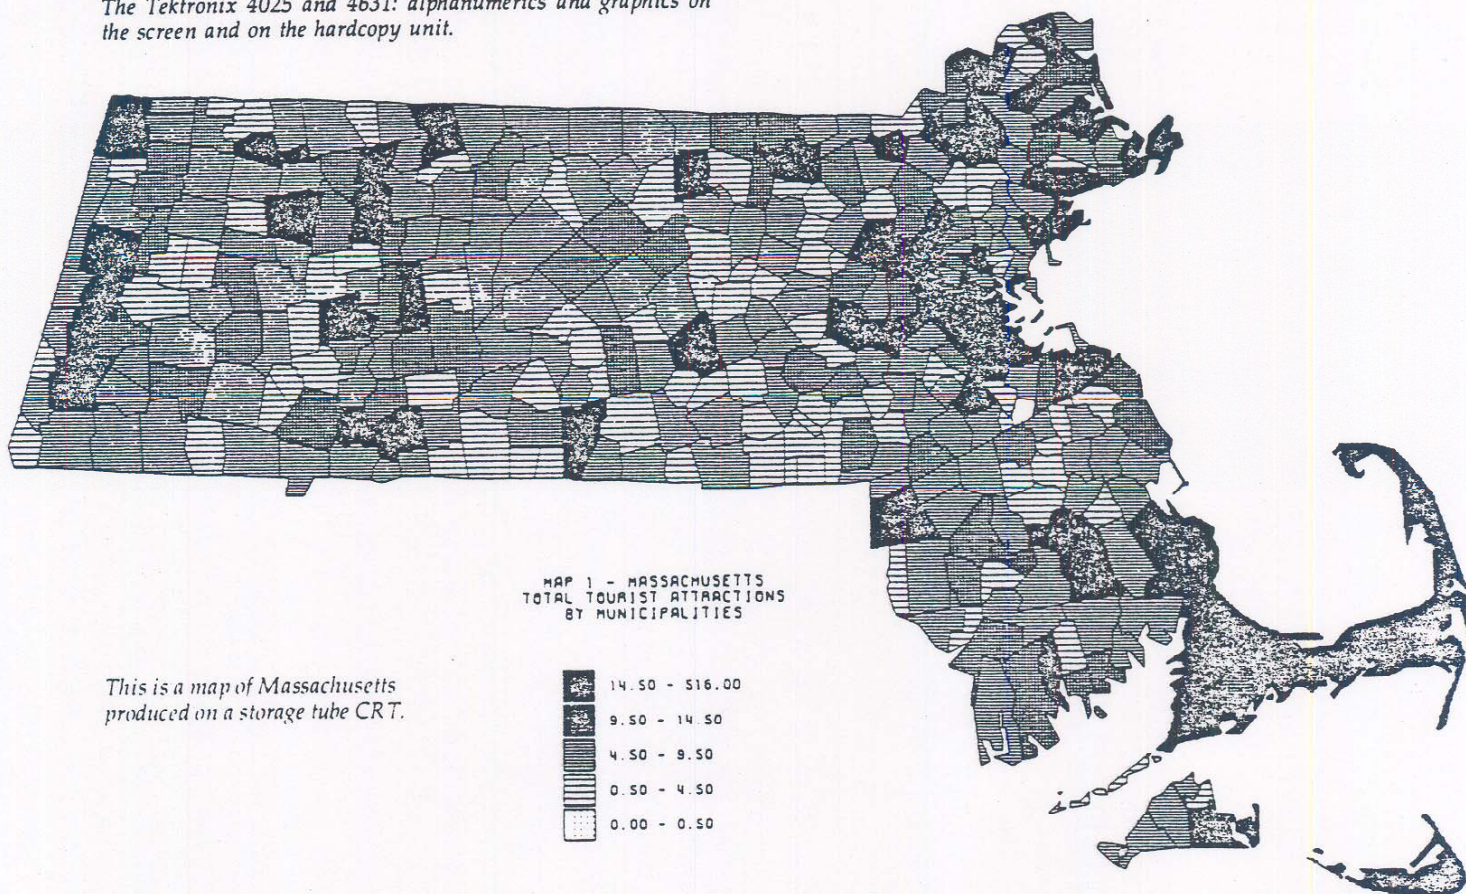 The Tektronix 4025 and 4631: alphanumerics and graphics on
the screen and on the hardcopy unit.
MAP 1 - MASSACHUSETTS
TOTAL TOURIST ATTRACTIONS
BY MUNICIPALITIES
This is a map of Massachusetts
produced on a storage tube CRT.
14.50 - 516.00
9.50 - 14.50
4.50 - 9.50
0.50 - 4.50
0.00 - 0.50